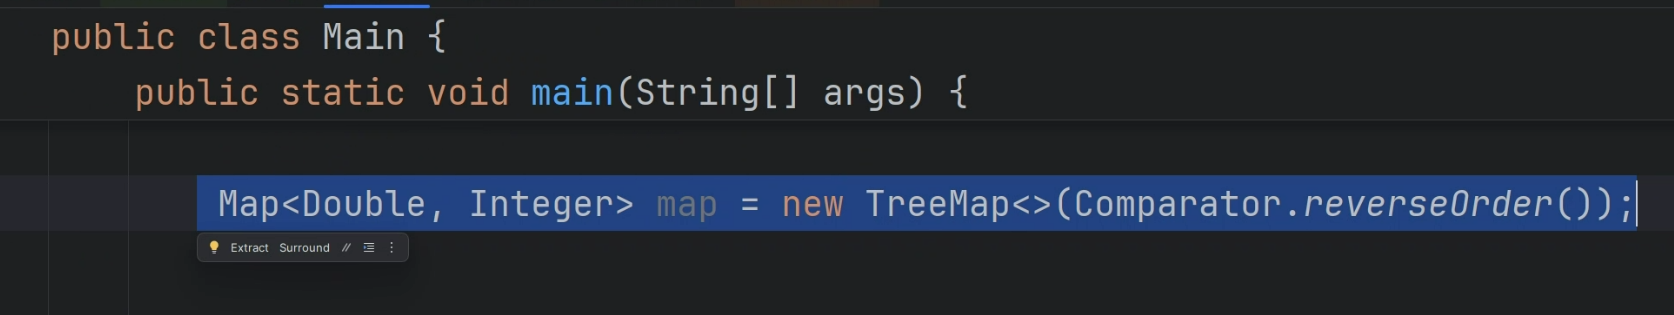 public class Main {
public static void main(String[] args) {
Map<Double, Integer> map = new TreeMap<>(Comparator.reverseOrder());
Extract Surround //